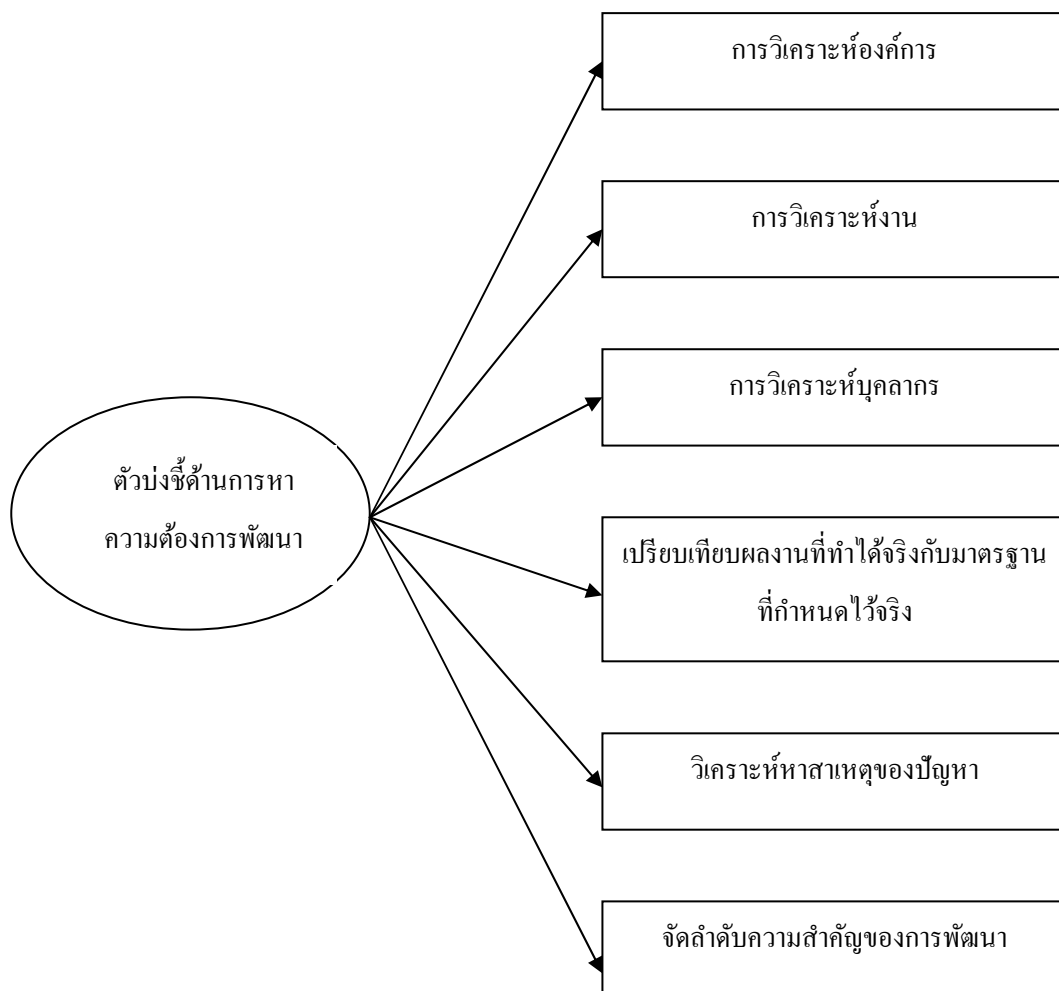 การวิเคราะห์องค์การ
การวิเคราะห์งาน
การวิเคราะห์บุคลากร
ตัวบ่งชี้ด้านการหา
ความต้องการพัฒนา
เปรียบเทียบผลงานที่ทำได้จริงกับมาตรฐาน
ที่กำหนดไว้จริง
วิเคราะห์หาสาเหตุของปัญหา
จัดลำดับความสำคัญของการพัฒนา